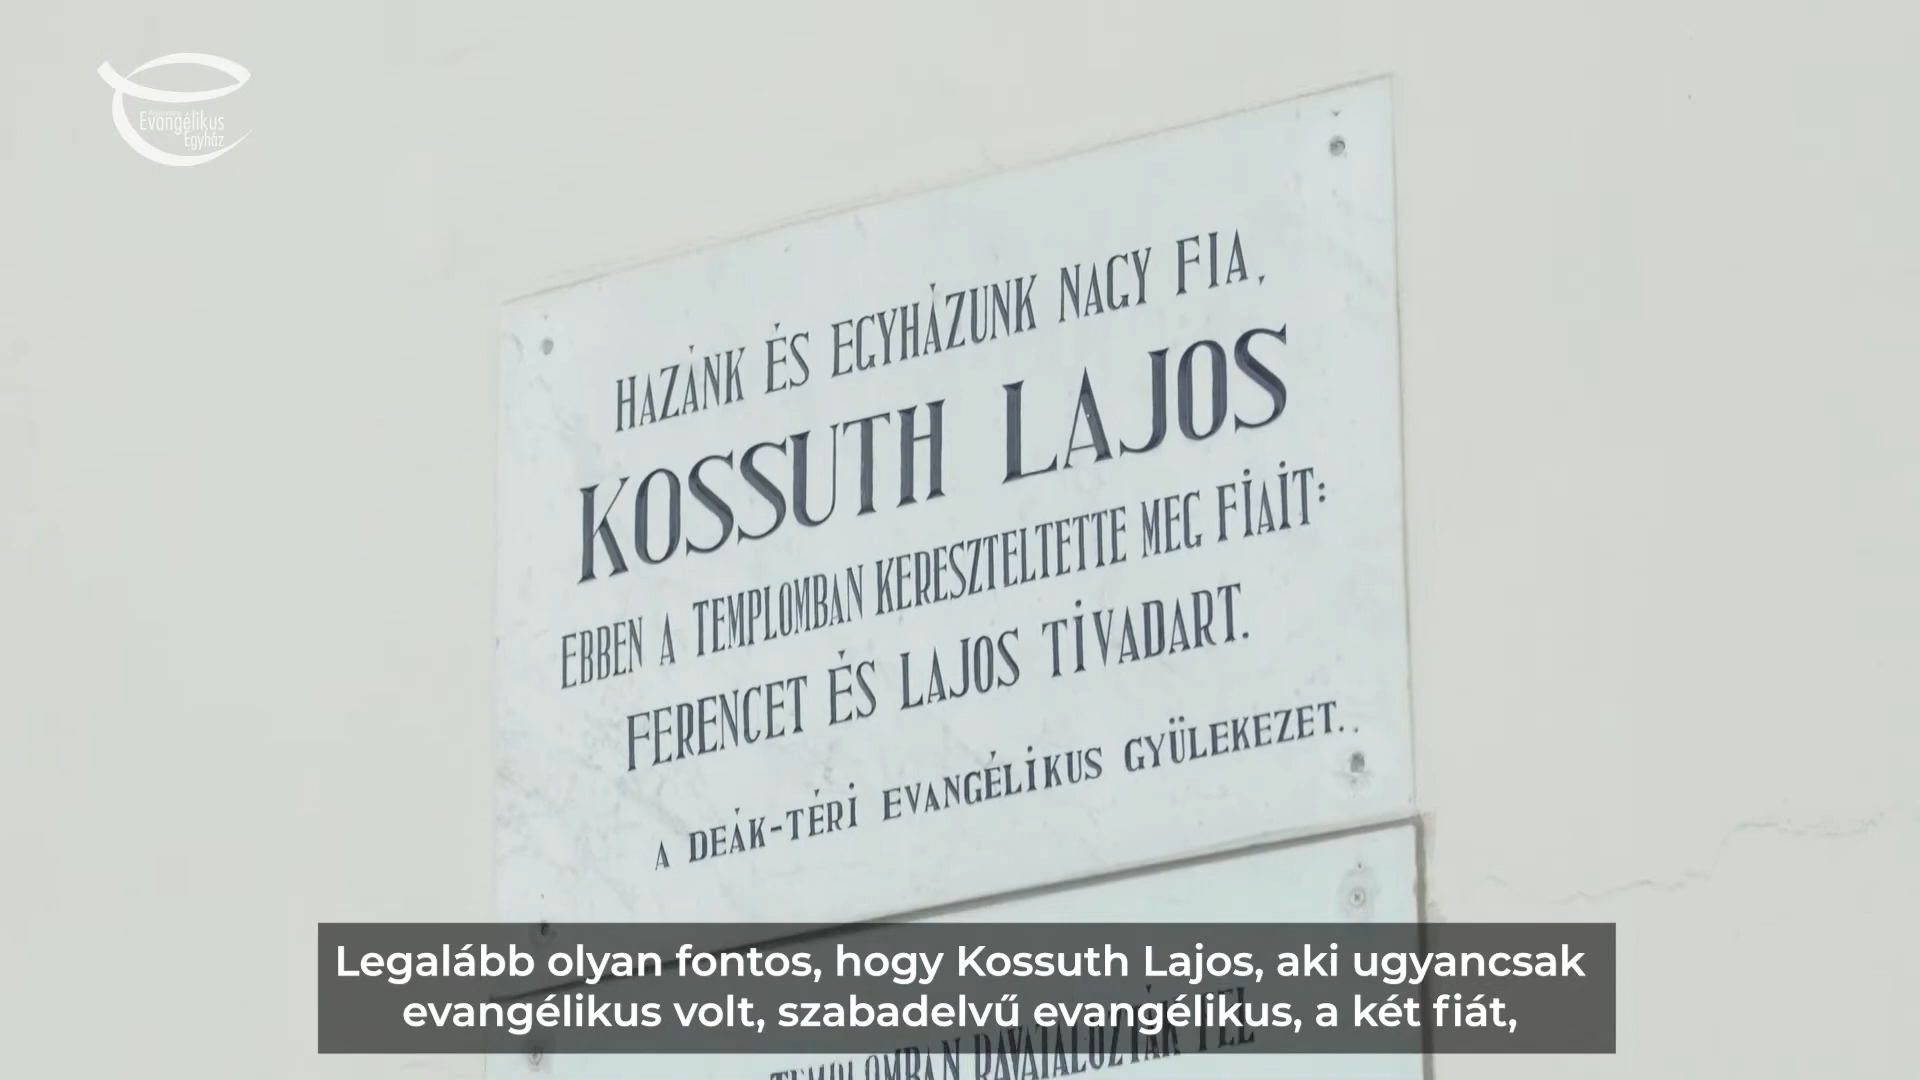 Evangélikus
Egyház
HAZÁNK ÉS EGYHÁZUNK NAGY FIA,
KOSSUTH LAJOS
EBBEN A TEMPLOMBAN KERESZTELTETTE MEG FIAIT:
FERENCET ÉS LAJOS TIVADART.
A DEÁK-TÉRI EVANGÉLIKUS GYÜLEKEZET.
Legalább olyan fontos, hogy Kossuth Lajos, aki ugyancsak
evangélikus volt, szabadelvű evangélikus, a két fiát,
TEMPLOMBAN RAVATALOZTÁK FEL